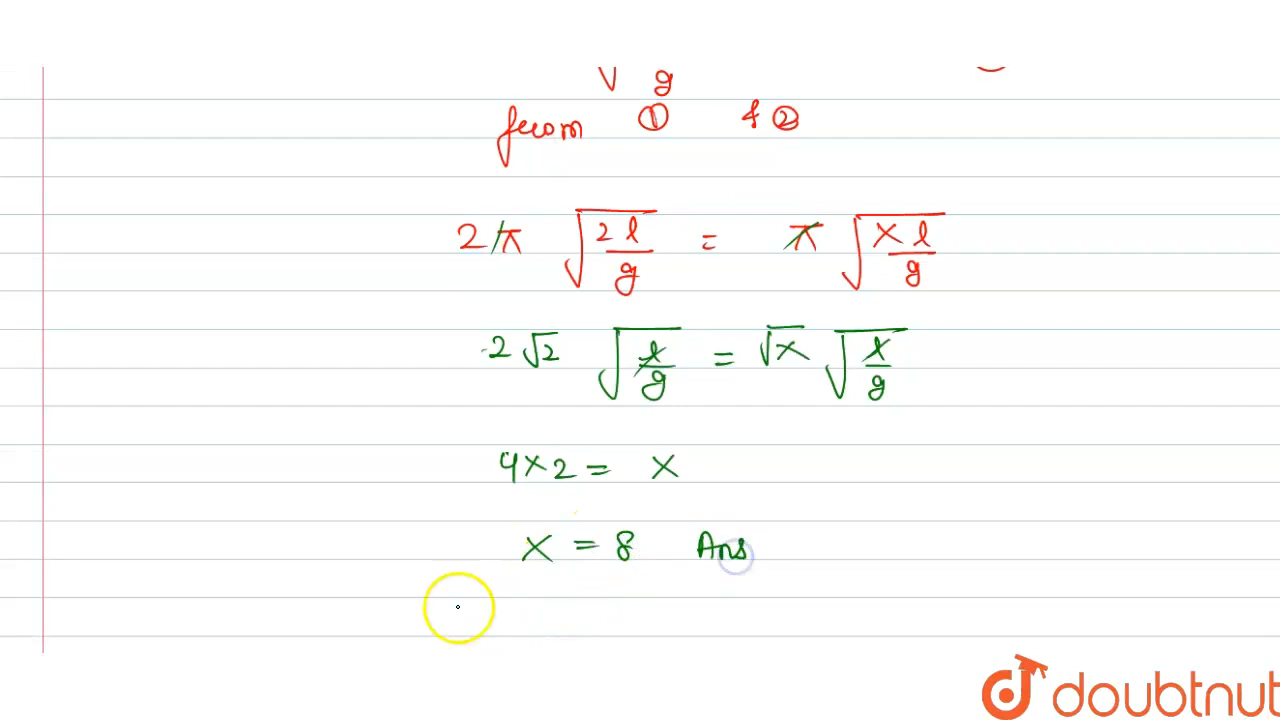 √ g
from ① & ②
2π √(2l/g) = π √(xl/g)
2√2 √(l/g) = √x √(l/g)
4×2 = x
x = 8 Ans
doubtnut